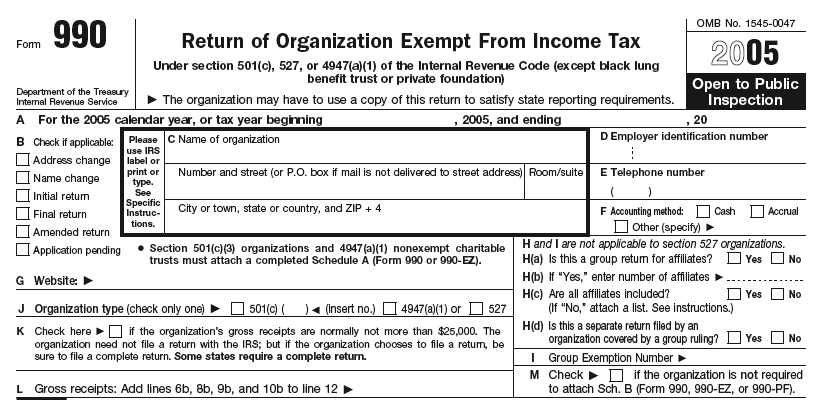 Form 990
Department of the Treasury
Internal Revenue Service
Return of Organization Exempt From Income Tax
Under section 501(c), 527, or 4947(a)(1) of the Internal Revenue Code (except black lung
benefit trust or private foundation)
▶ The organization may have to use a copy of this return to satisfy state reporting requirements.
OMB No. 1545-0047
2005
Open to Public
Inspection
A For the 2005 calendar year, or tax year beginning , 2005, and ending , 20
B Check if applicable:
Address change
Name change
Initial return
Final return
Amended return
Application pending
Please
use IRS
label or
print or
type.
See
Specific
Instruc-
tions.
C Name of organization
Number and street (or P.O. box if mail is not delivered to street address) Room/suite
City or town, state or country, and ZIP + 4
D Employer identification number
E Telephone number
( )
F Accounting method: Cash Accrual
Other (specify) ▶
● Section 501(c)(3) organizations and 4947(a)(1) nonexempt charitable
trusts must attach a completed Schedule A (Form 990 or 990-EZ).
G Website: ▶
J Organization type (check only one) ▶ 501(c) ( ) ◀ (insert no.) 4947(a)(1) or 527
K Check here ▶ if the organization's gross receipts are normally not more than $25,000. The
organization need not file a return with the IRS; but if the organization chooses to file a return, be
sure to file a complete return. Some states require a complete return.
L Gross receipts: Add lines 6b, 8b, 9b, and 10b to line 12 ▶
H and I are not applicable to section 527 organizations.
H(a) Is this a group return for affiliates? Yes No
H(b) If "Yes," enter number of affiliates ▶
H(c) Are all affiliates included? Yes No
(If "No," attach a list. See instructions.)
H(d) Is this a separate return filed by an
organization covered by a group ruling? Yes No
I Group Exemption Number ▶
M Check ▶ if the organization is not required
to attach Sch. B (Form 990, 990-EZ, or 990-PF).